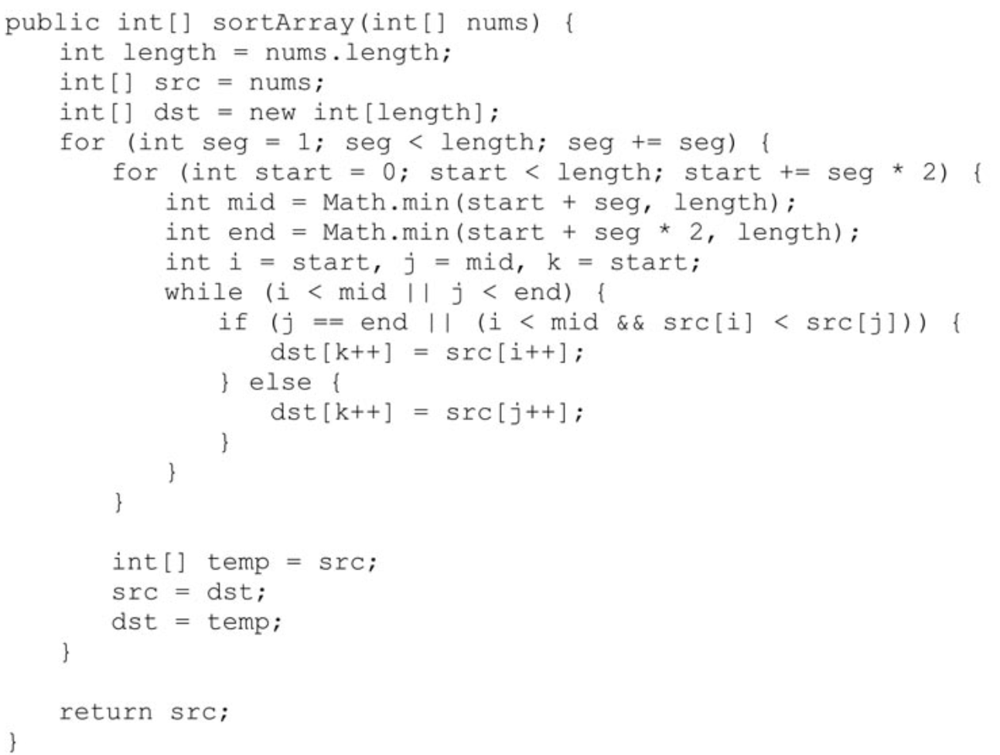 public int[] sortArray(int[] nums) {
    int length = nums.length;
    int[] src = nums;
    int[] dst = new int[length];
    for (int seg = 1; seg < length; seg += seg) {
        for (int start = 0; start < length; start += seg * 2) {
            int mid = Math.min(start + seg, length);
            int end = Math.min(start + seg * 2, length);
            int i = start, j = mid, k = start;
            while (i < mid || j < end) {
                if (j == end || (i < mid && src[i] < src[j])) {
                    dst[k++] = src[i++];
                } else {
                    dst[k++] = src[j++];
                }
            }
        }

        int[] temp = src;
        src = dst;
        dst = temp;
    }

    return src;
}